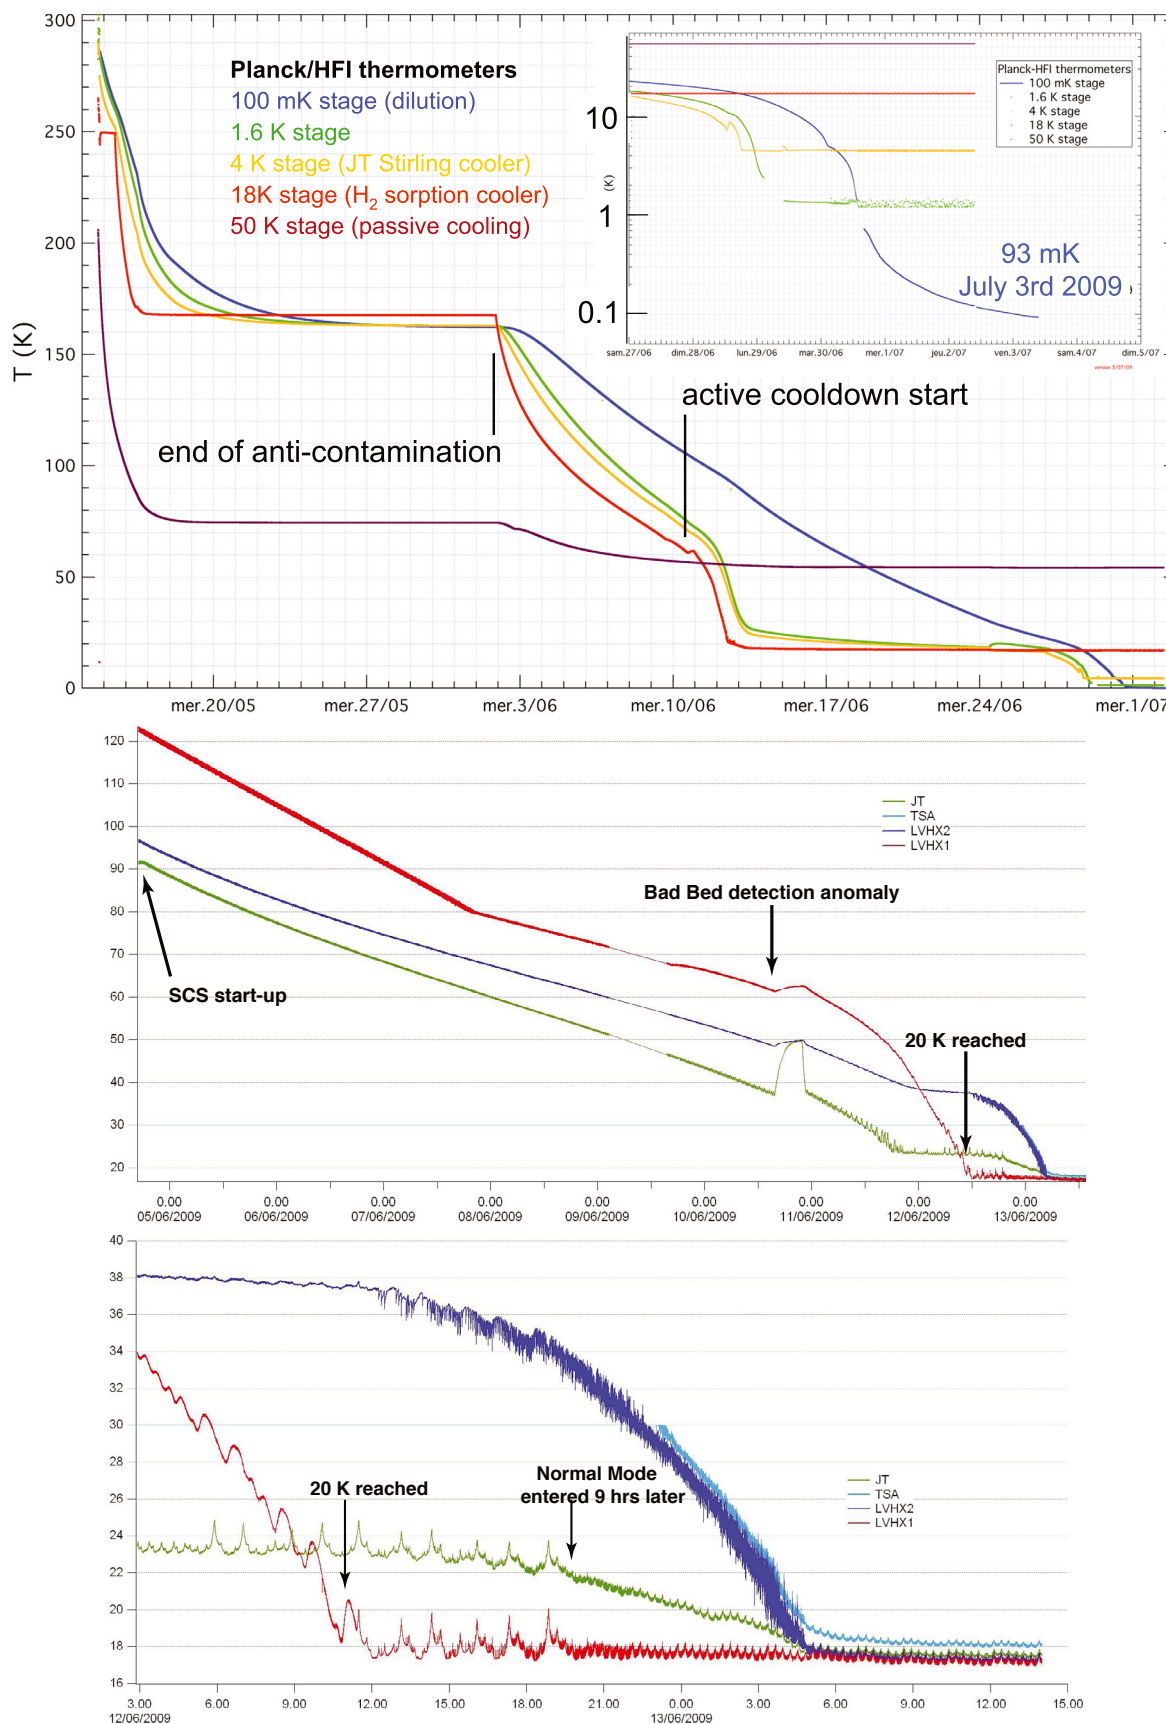 300
250
200
150
100
50
0
T (K)
Planck/HFI thermometers
100 mK stage (dilution)
1.6 K stage
4 K stage (JT Stirling cooler)
18K stage (H2 sorption cooler)
50 K stage (passive cooling)
end of anti-contamination
active cooldown start
mer.20/05 mer.27/05 mer.3/06 mer.10/06 mer.17/06 mer.24/06 mer.1/07
10
1
0.1
(K)
Planck-HFI thermometers
100 mK stage
1.6 K stage
4 K stage
18 K stage
50 K stage
93 mK
July 3rd 2009
sam.27/06 dim.28/06 lun.29/06 mar.30/06 mer.1/07 jeu.2/07 ven.3/07 sam.4/07 dim.5/07
version 3/07/09
120
110
100
90
80
70
60
50
40
30
20
JT
TSA
LVHX2
LVHX1
SCS start-up
Bad Bed detection anomaly
20 K reached
0.00 0.00 0.00 0.00 0.00 0.00 0.00 0.00 0.00
05/06/2009 06/06/2009 07/06/2009 08/06/2009 09/06/2009 10/06/2009 11/06/2009 12/06/2009 13/06/2009
40
38
36
34
32
30
28
26
24
22
20
18
16
20 K reached
Normal Mode
entered 9 hrs later
JT
TSA
LVHX2
LVHX1
3.00 6.00 9.00 12.00 15.00 18.00 21.00 0.00 3.00 6.00 9.00 12.00 15.00
12/06/2009 13/06/2009